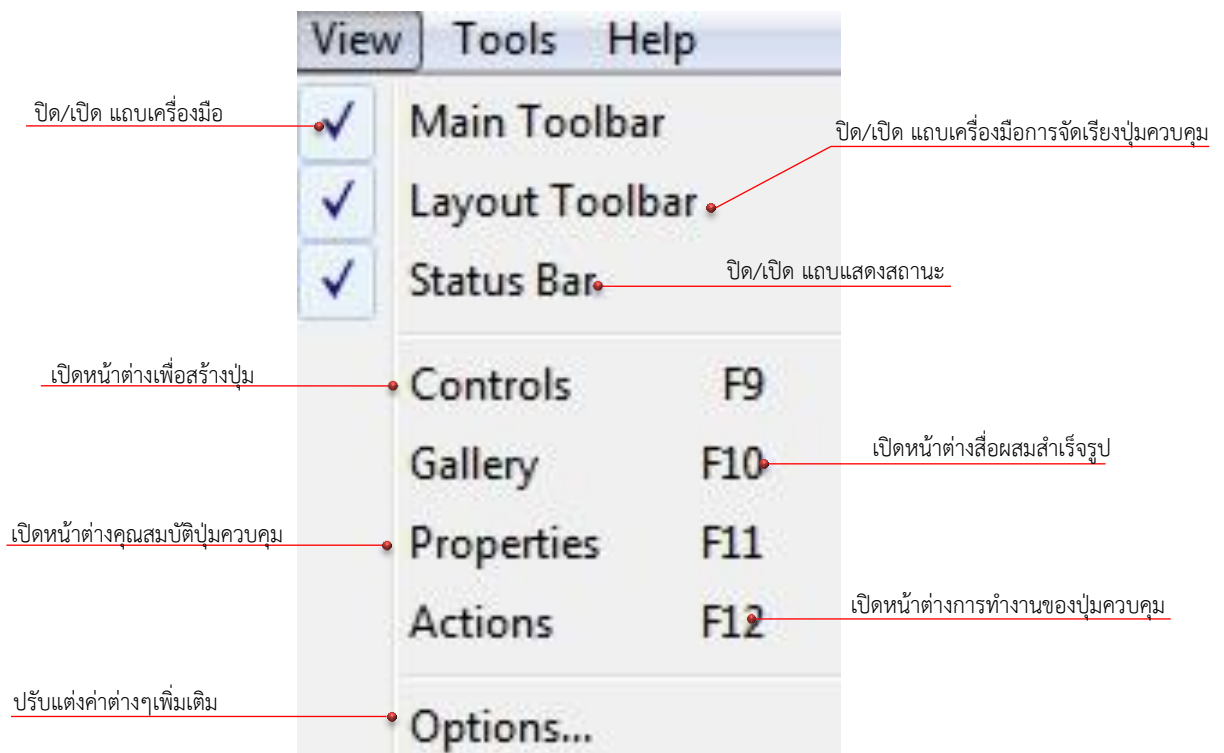 View Tools Help
ปิด/เปิด แถบเครื่องมือ
Main Toolbar
ปิด/เปิด แถบเครื่องมือการจัดเรียงปุ่มควบคุม
Layout Toolbar
Status Bar
ปิด/เปิด แถบแสดงสถานะ
เปิดหน้าต่างเพื่อสร้างปุ่ม
Controls F9
Gallery F10
เปิดหน้าต่างสื่อผสมสำเร็จรูป
เปิดหน้าต่างคุณสมบัติปุ่มควบคุม
Properties F11
Actions F12
เปิดหน้าต่างการทำงานของปุ่มควบคุม
ปรับแต่งค่าต่างๆเพิ่มเติม
Options...